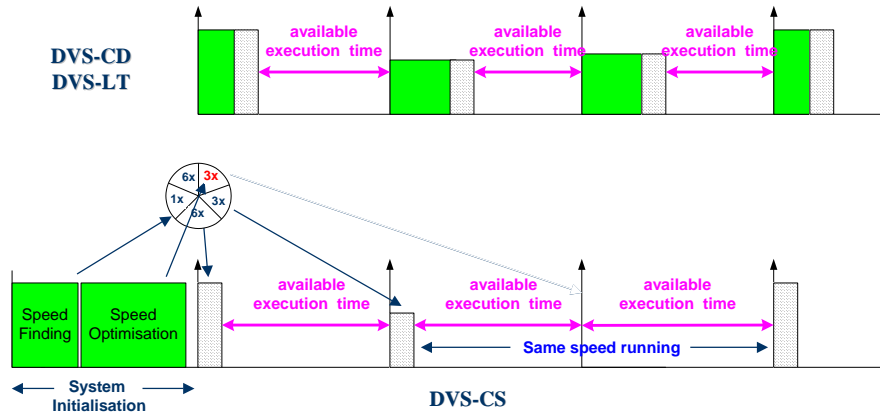 available
execution time
available
execution time
available
execution time
DVS-CD
DVS-LT
6x
3x
1x
3x
6x
available
execution time
available
execution time
available
execution time
Speed
Finding
Speed
Optimisation
Same speed running
System
Initialisation
DVS-CS